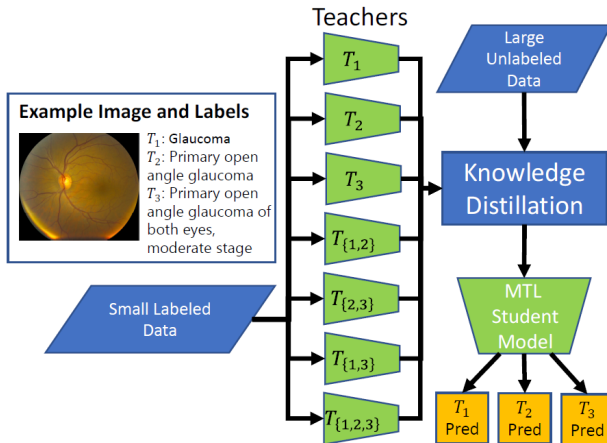 Teachers
Example Image and Labels
T₁: Glaucoma
T₂: Primary open
angle glaucoma
T₃: Primary open
angle glaucoma of
both eyes,
moderate stage
Small Labeled
Data
T₁
T₂
T₃
T{1,2}
T{2,3}
T{1,3}
T{1,2,3}
Large
Unlabeled
Data
Knowledge
Distillation
MTL
Student
Model
T₁
Pred
T₂
Pred
T₃
Pred